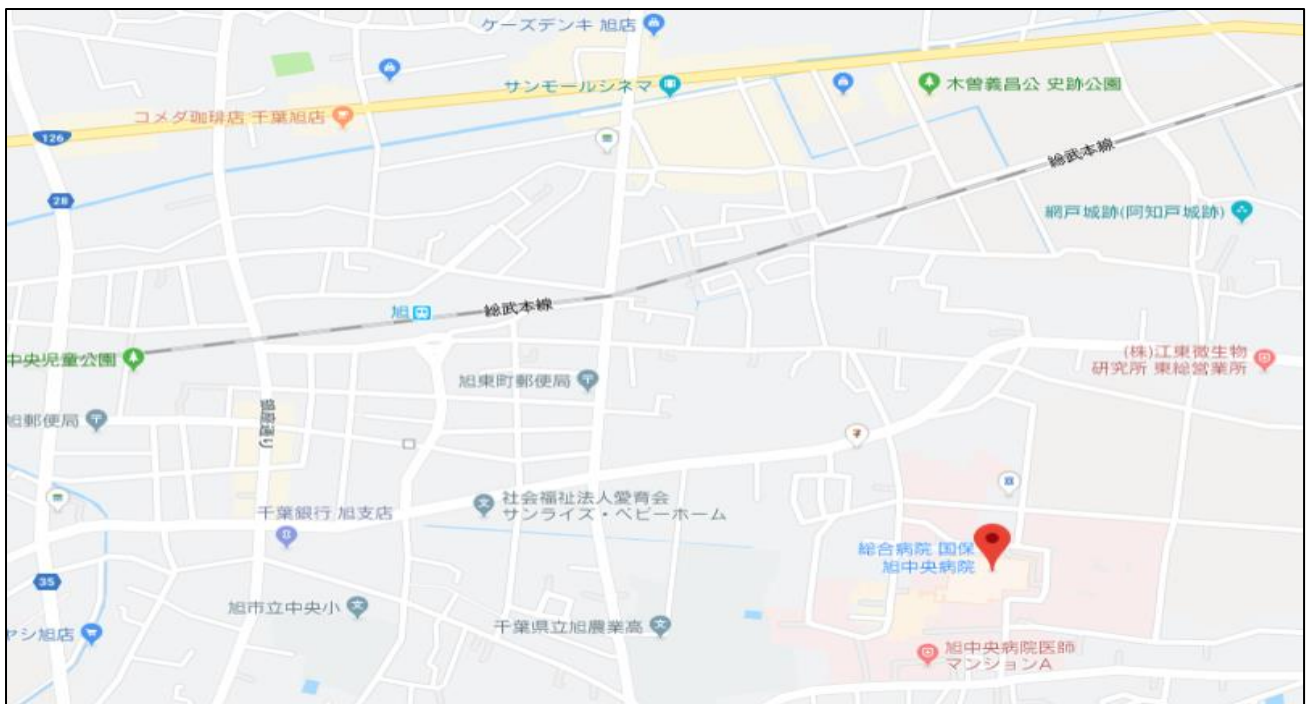 ケーズデンキ 旭店
サンモールシネマ
木曽義昌公 史跡公園
コメダ珈琲店 千葉旭店
126
総武本線
28
網戸城跡(阿知戸城跡)
旭
総武本線
中央児童公園
(株)江東微生物
研究所 東総営業所
旭東町郵便局
旭郵便局
銀座通り
社会福祉法人愛育会
サンライズ・ベビーホーム
千葉銀行 旭支店
総合病院 国保
旭中央病院
35
旭市立中央小
千葉県立旭農業高
ヤシ旭店
旭中央病院医師
マンションA